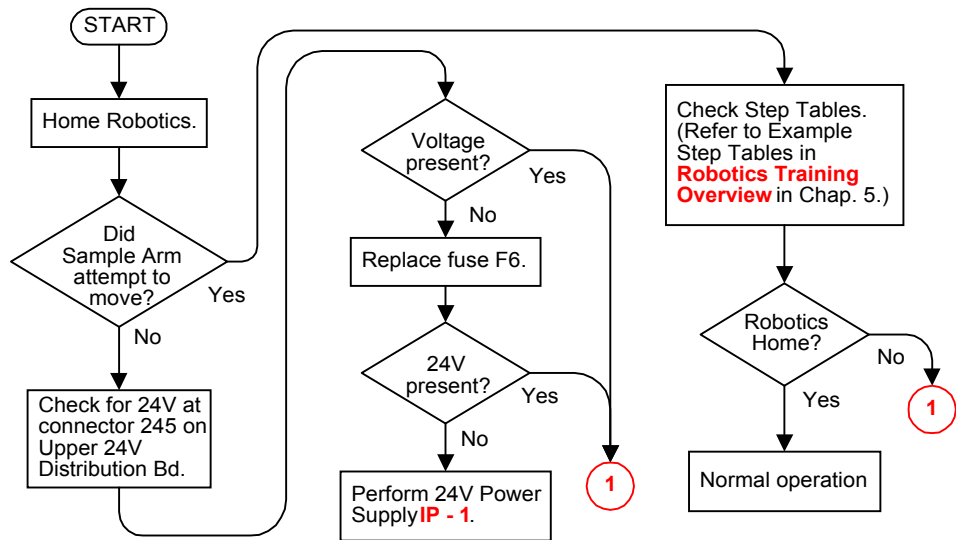 START
Home Robotics.
Did
Sample Arm
attempt to
move?
Yes
No
Check for 24V at
connector 245 on
Upper 24V
Distribution Bd.
Voltage
present?
Yes
No
Replace fuse F6.
24V
present?
Yes
No
Perform 24V Power
Supply IP - 1.
1
Check Step Tables.
(Refer to Example
Step Tables in
Robotics Training
Overview in Chap. 5.)
Robotics
Home?
No
Yes
1
Normal operation